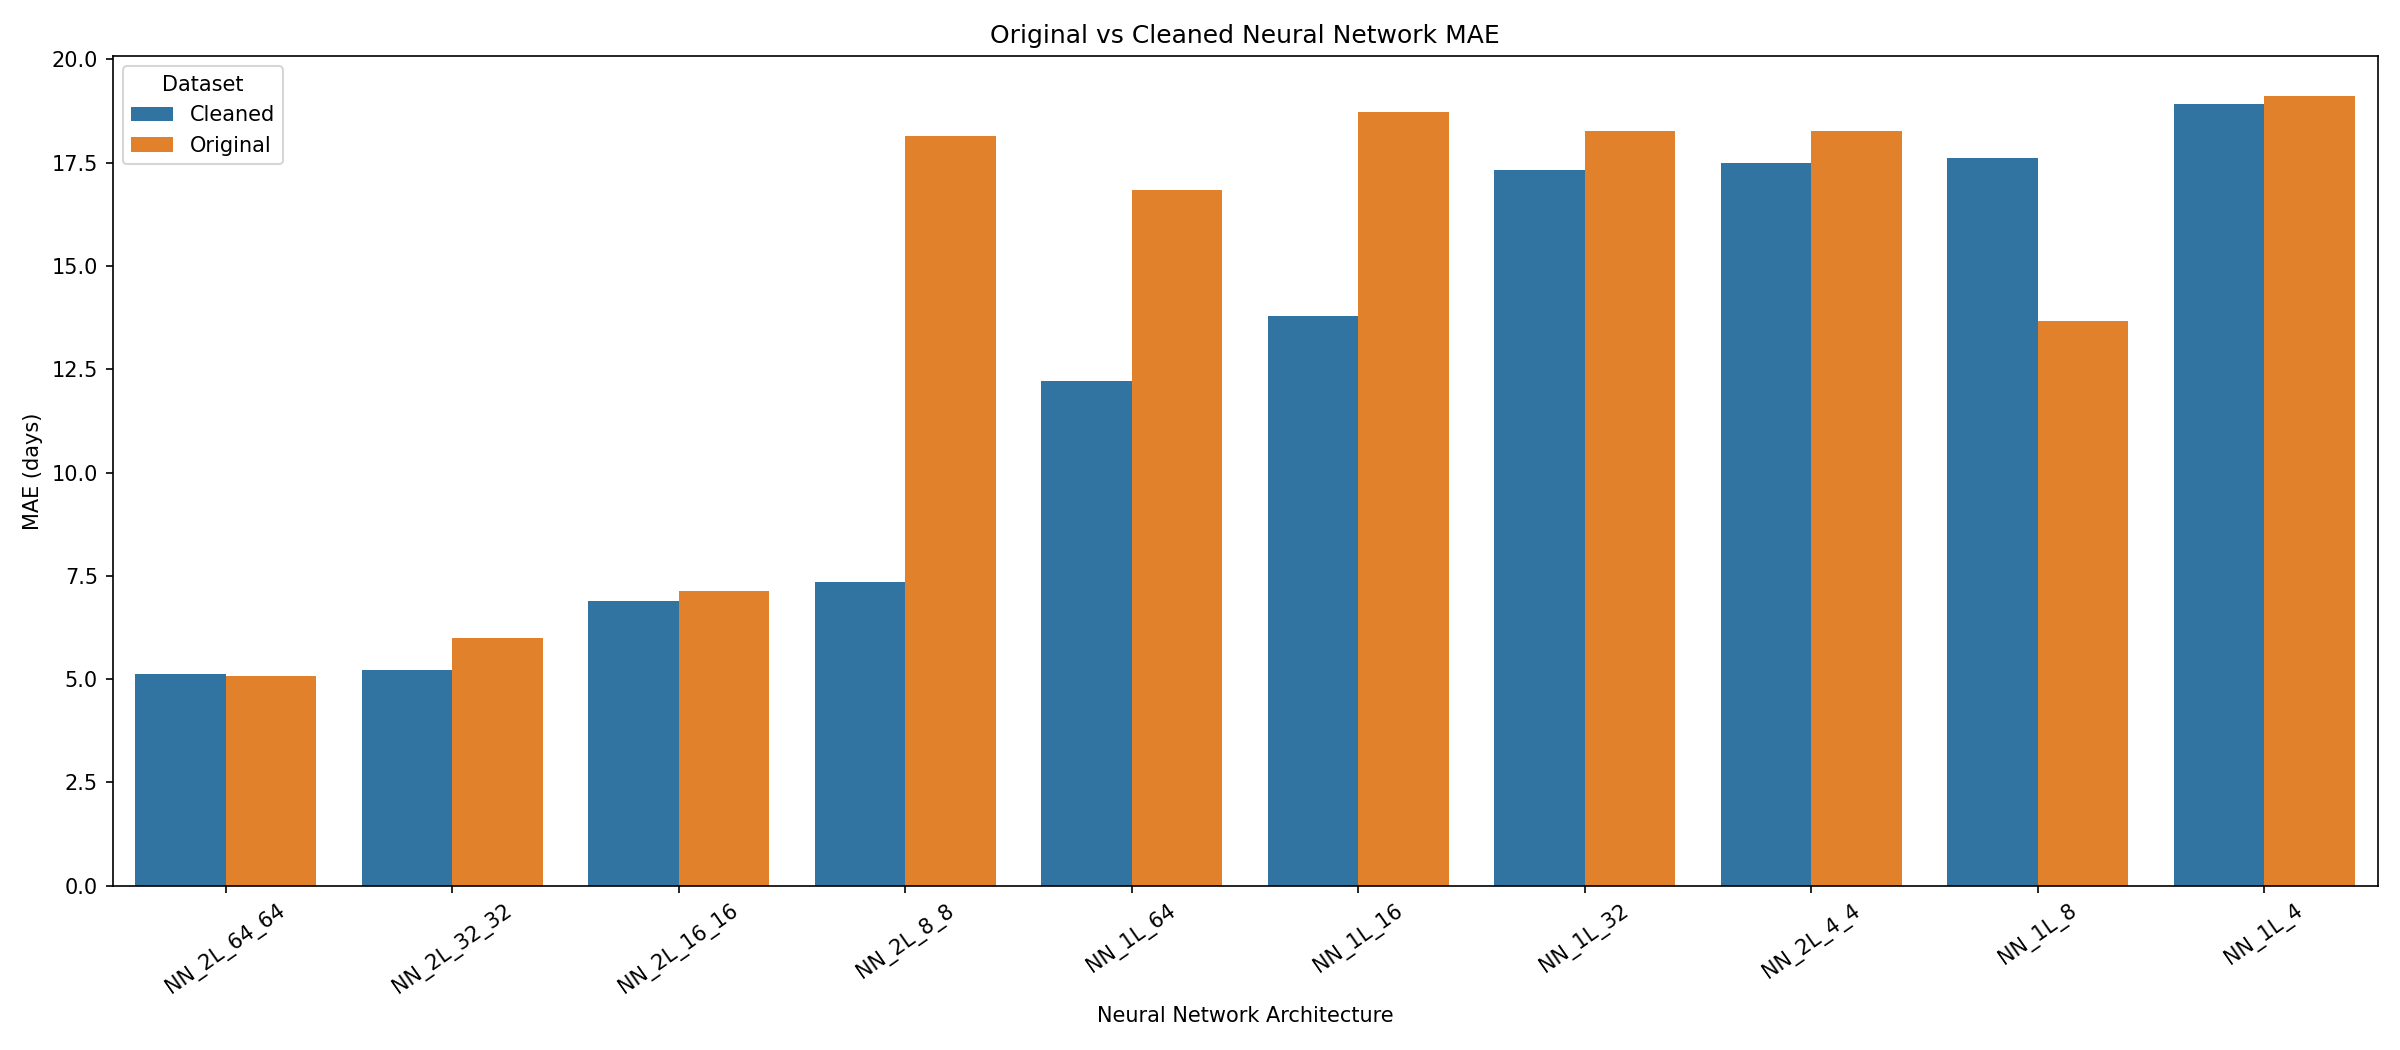 Original vs Cleaned Neural Network MAE
Dataset
Cleaned
Original
MAE (days)
20.0
17.5
15.0
12.5
10.0
7.5
5.0
2.5
0.0
NN_2L_64_64
NN_2L_32_32
NN_2L_16_16
NN_2L_8_8
NN_1L_64
NN_1L_16
NN_1L_32
NN_2L_4_4
NN_1L_8
NN_1L_4
Neural Network Architecture